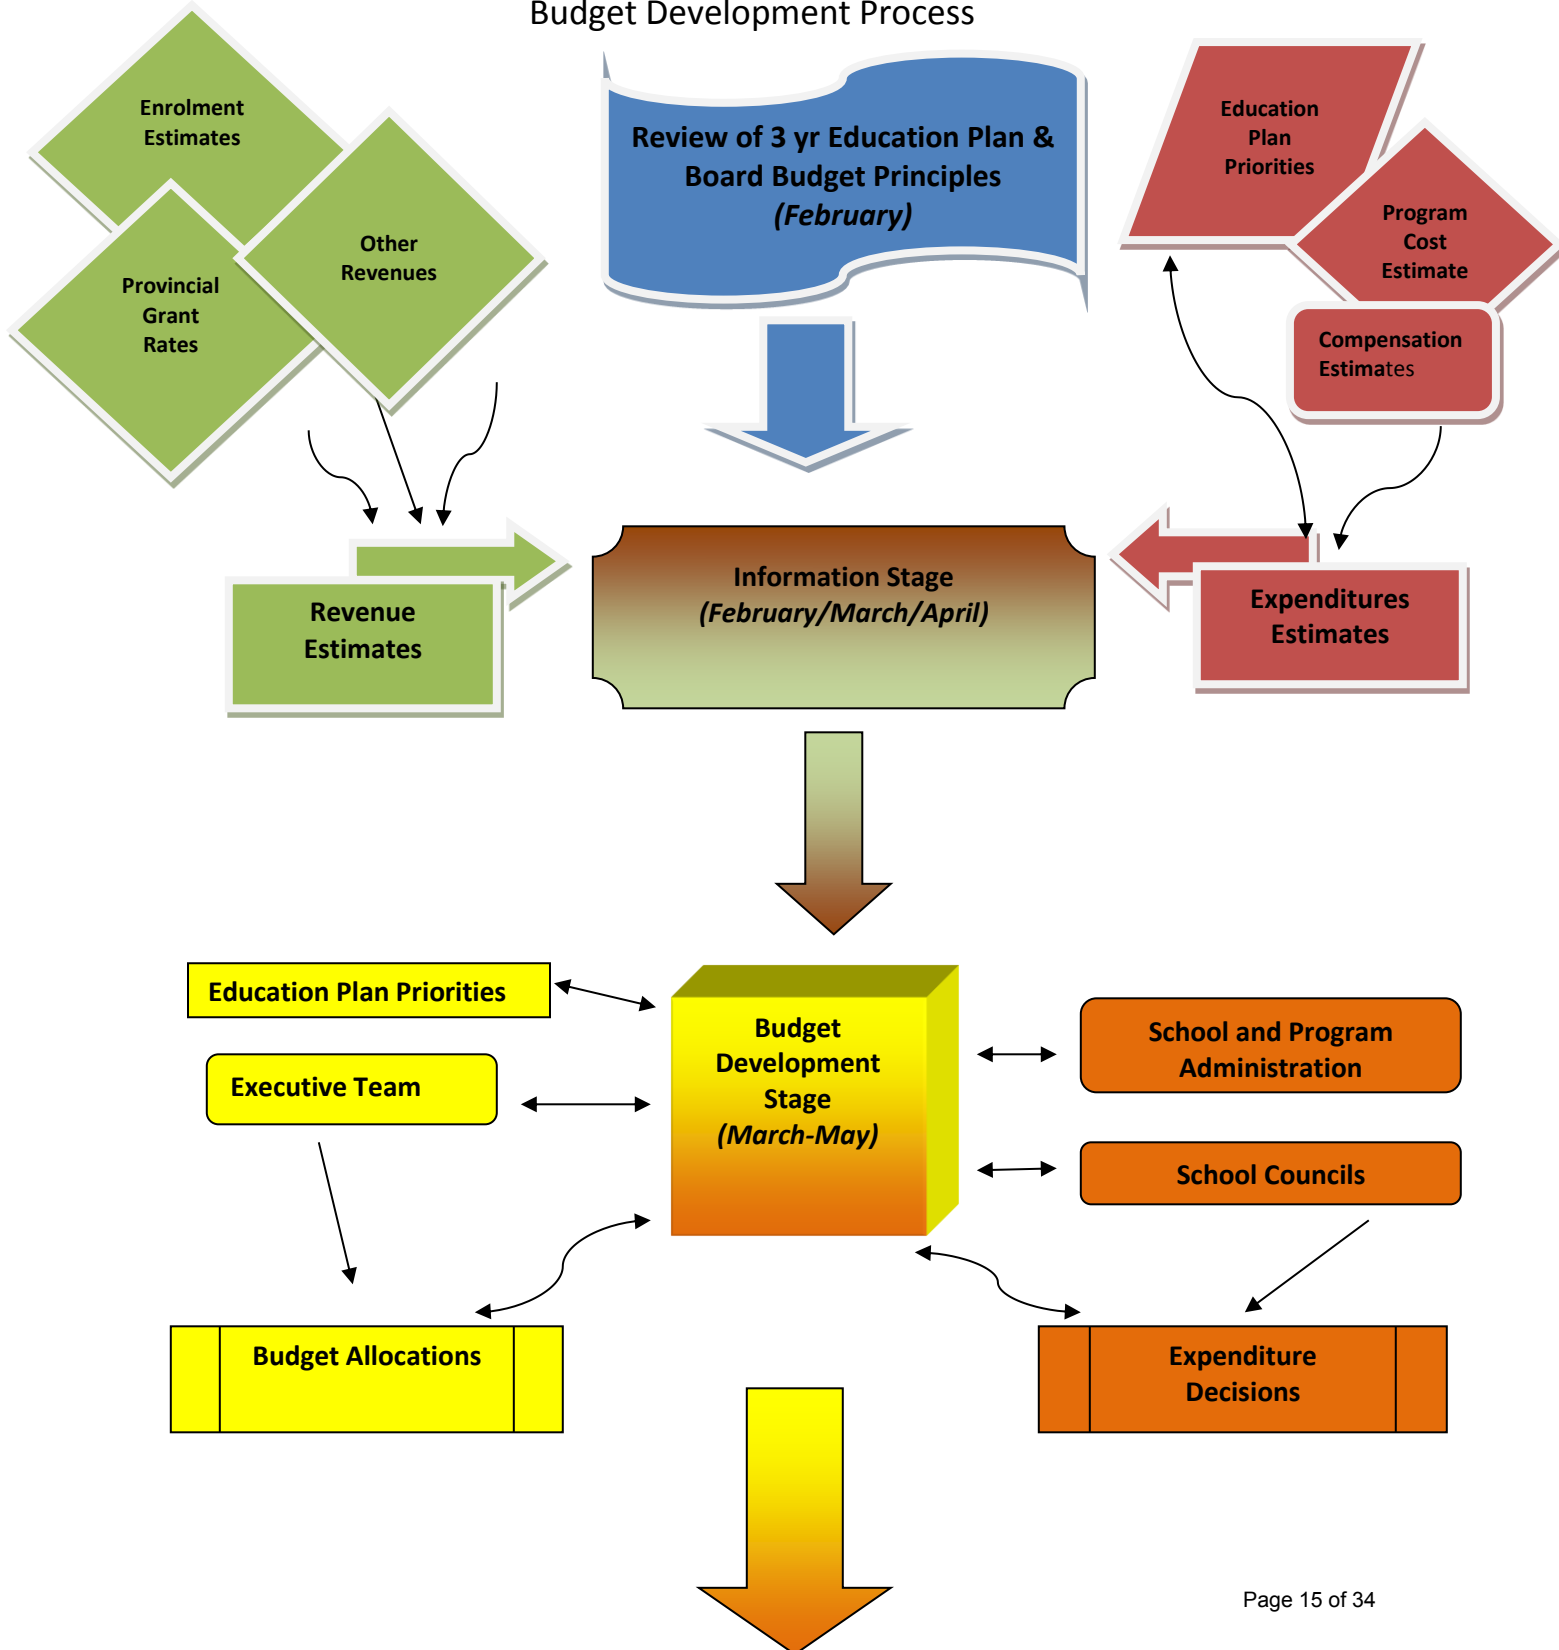 Budget Development Process
Enrolment
Estimates
Other
Revenues
Provincial
Grant
Rates
Review of 3 yr Education Plan &
Board Budget Principles
(February)
Education
Plan
Priorities
Program
Cost
Estimate
Compensation
Estimates
Revenue
Estimates
Information Stage
(February/March/April)
Expenditures
Estimates
Education Plan Priorities
Executive Team
Budget
Development
Stage
(March-May)
School and Program
Administration
School Councils
Budget Allocations
Expenditure
Decisions
Page 15 of 34